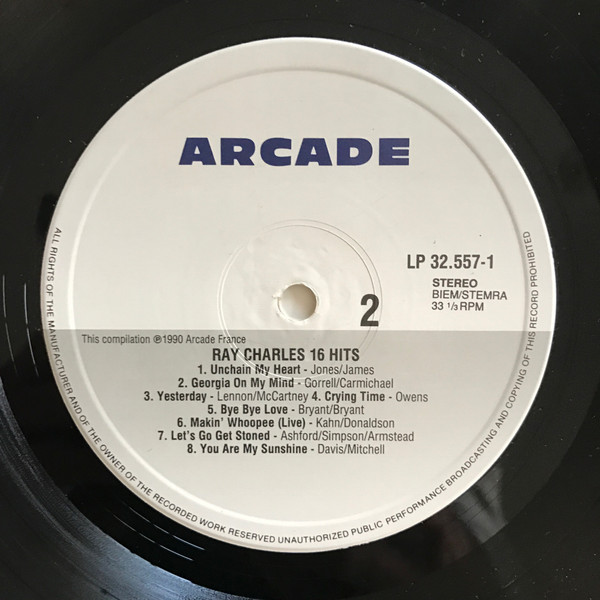 ARCADE
LP 32.557-1
STEREO
BIEM/STEMRA
33 1/3 RPM
2
This compilation ℗1990 Arcade France
RAY CHARLES 16 HITS
1. Unchain My Heart - Jones/James
2. Georgia On My Mind - Gorrell/Carmichael
3. Yesterday - Lennon/McCartney 4. Crying Time - Owens
5. Bye Bye Love - Bryant/Bryant
6. Makin' Whoopee (Live) - Kahn/Donaldson
7. Let's Go Get Stoned - Ashford/Simpson/Armstead
8. You Are My Sunshine - Davis/Mitchell
ALL RIGHTS OF THE MANUFACTURER AND OF THE OWNER OF THE RECORDED WORK RESERVED UNAUTHORIZED PUBLIC PERFORMANCE BROADCASTING AND COPYING OF THIS RECORD PROHIBITED